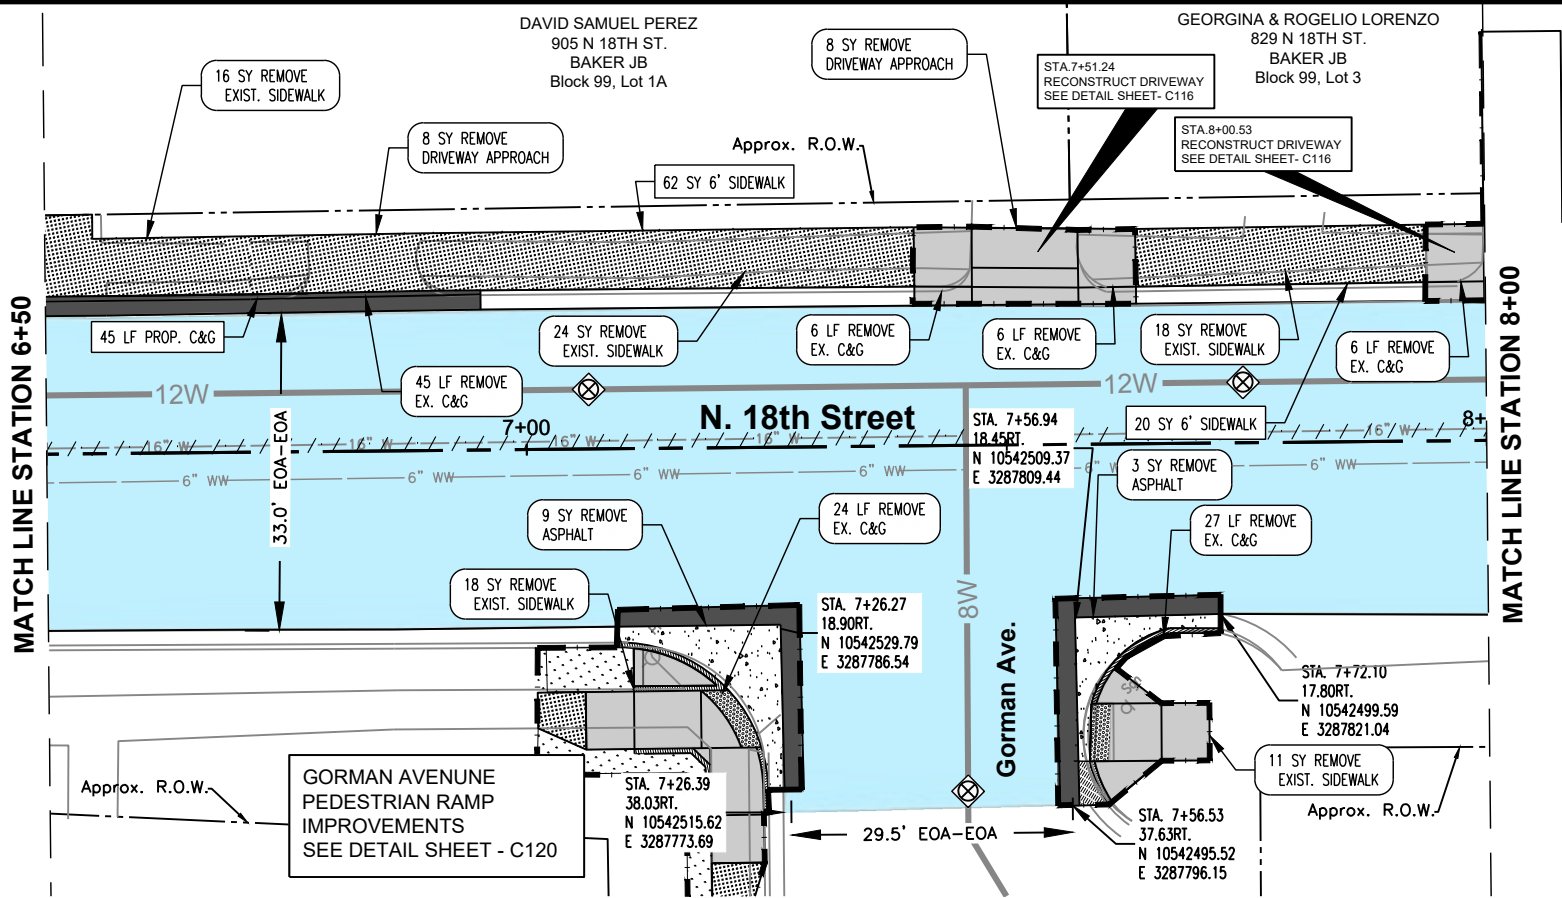 DAVID SAMUEL PEREZ
905 N 18TH ST.
BAKER JB
Block 99, Lot 1A
GEORGINA & ROGELIO LORENZO
829 N 18TH ST.
BAKER JB
Block 99, Lot 3
16 SY REMOVE
EXIST. SIDEWALK
8 SY REMOVE
DRIVEWAY APPROACH
8 SY REMOVE
DRIVEWAY APPROACH
STA.7+51.24
RECONSTRUCT DRIVEWAY
SEE DETAIL SHEET- C116
STA.8+00.53
RECONSTRUCT DRIVEWAY
SEE DETAIL SHEET- C116
Approx. R.O.W.
62 SY 6' SIDEWALK
MATCH LINE STATION 6+50
MATCH LINE STATION 8+00
45 LF PROP. C&G
24 SY REMOVE
EXIST. SIDEWALK
6 LF REMOVE
EX. C&G
6 LF REMOVE
EX. C&G
18 SY REMOVE
EXIST. SIDEWALK
6 LF REMOVE
EX. C&G
45 LF REMOVE
EX. C&G
12W
12W
33.0' EOA-EOA
7+00
N. 18th Street
STA. 7+56.94
18.45RT.
N 10542509.37
E 3287809.44
20 SY 6' SIDEWALK
8+
16" W
16" W
16" W
16" W
16" W
6" WW
6" WW
6" WW
6" W
3 SY REMOVE
ASPHALT
9 SY REMOVE
ASPHALT
24 LF REMOVE
EX. C&G
27 LF REMOVE
EX. C&G
18 SY REMOVE
EXIST. SIDEWALK
STA. 7+26.27
18.90RT.
N 10542529.79
E 3287786.54
8W
Gorman Ave.
STA. 7+72.10
17.80RT.
N 10542499.59
E 3287821.04
11 SY REMOVE
EXIST. SIDEWALK
Approx. R.O.W.
Approx. R.O.W.
GORMAN AVENUNE
PEDESTRIAN RAMP
IMPROVEMENTS
SEE DETAIL SHEET - C120
STA. 7+26.39
38.03RT.
N 10542515.62
E 3287773.69
29.5' EOA-EOA
STA. 7+56.53
37.63RT.
N 10542495.52
E 3287796.15